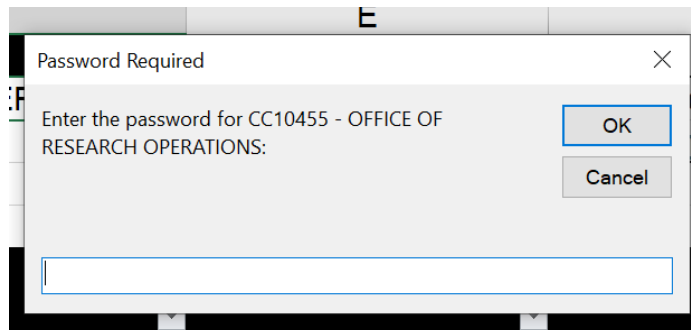 E
Password Required
Enter the password for CC10455 - OFFICE OF
RESEARCH OPERATIONS:
OK
Cancel